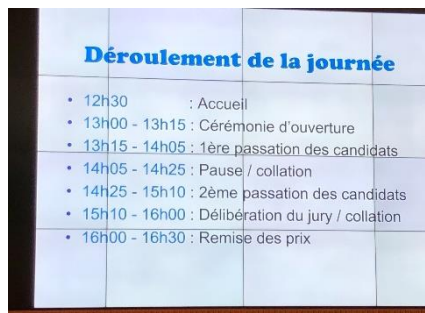 Déroulement de la journée
• 12h30 : Accueil
• 13h00 - 13h15 : Cérémonie d'ouverture
• 13h15 - 14h05 : 1ère passation des candidats
• 14h05 - 14h25 : Pause / collation
• 14h25 - 15h10 : 2ème passation des candidats
• 15h10 - 16h00 : Délibération du jury / collation
• 16h00 - 16h30 : Remise des prix